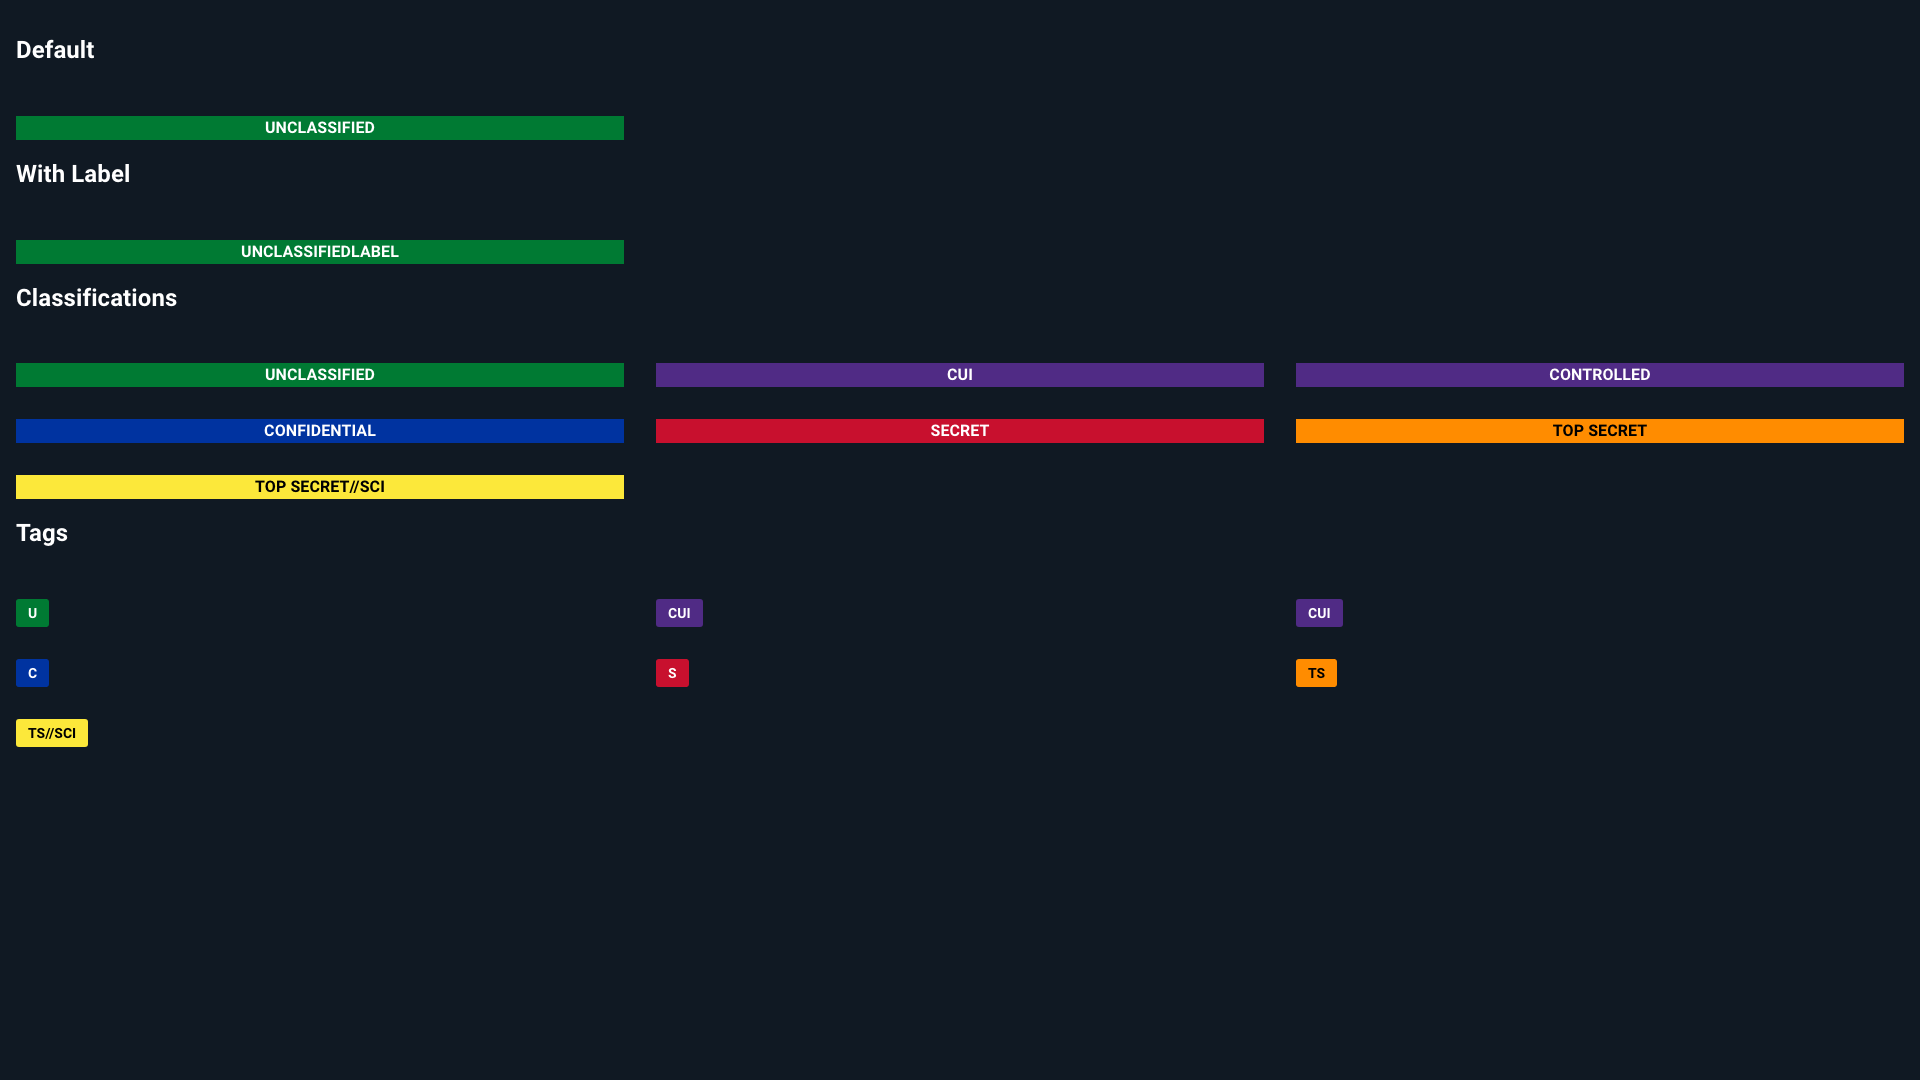 Default
UNCLASSIFIED
With Label
UNCLASSIFIEDLABEL
Classifications
UNCLASSIFIED
CUI
CONTROLLED
CONFIDENTIAL
SECRET
TOP SECRET
TOP SECRET//SCI
Tags
U
CUI
CUI
C
S
TS
TS//SCI